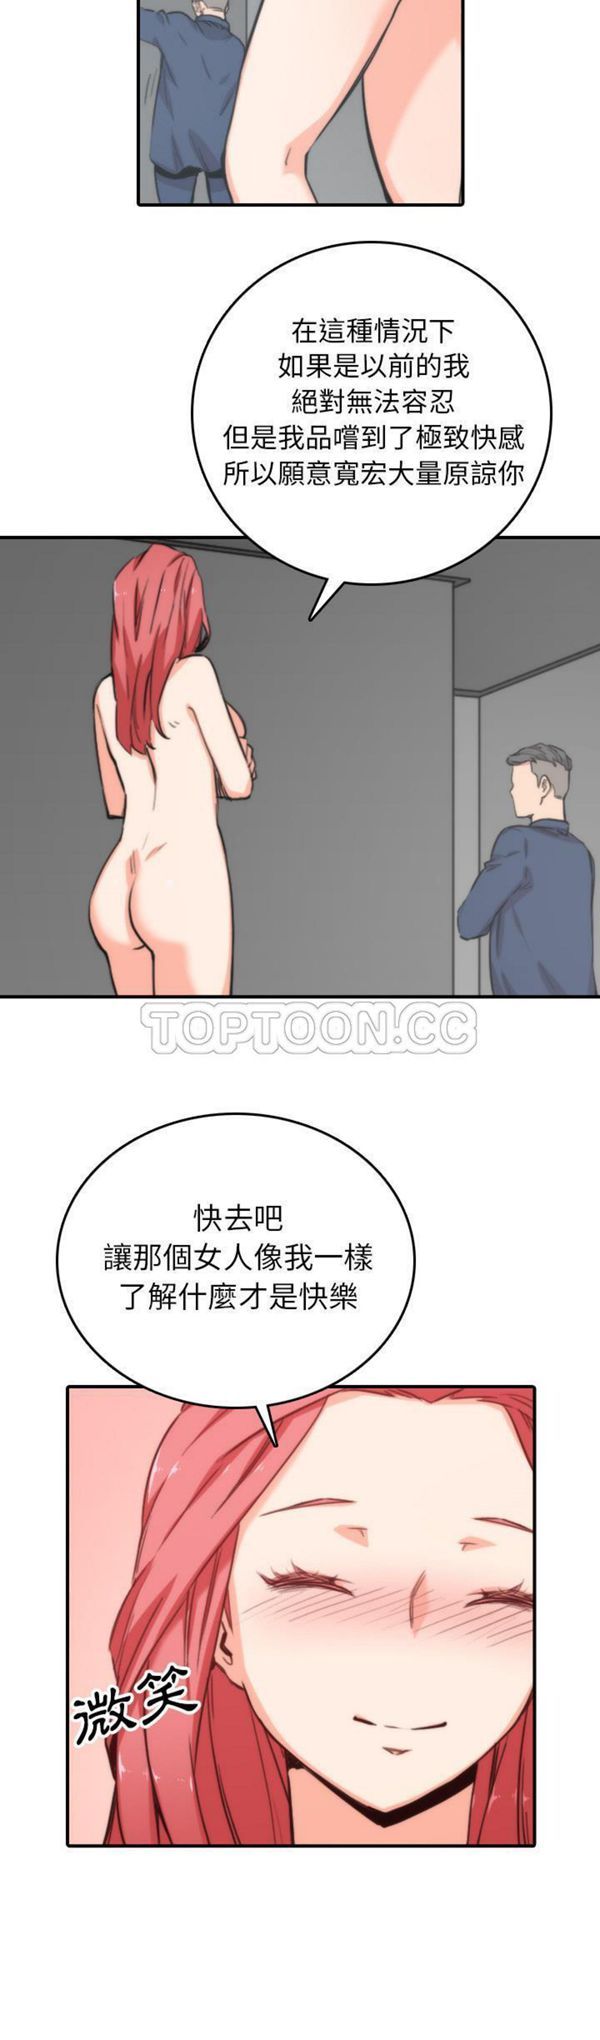 在這種情況下
如果是以前的我
絕對無法容忍
但是我品嚐到了極致快感
所以願意寬宏大量原諒你
TOPTOON.CC
快去吧
讓那個女人像我一樣
了解什麼才是快樂
微笑